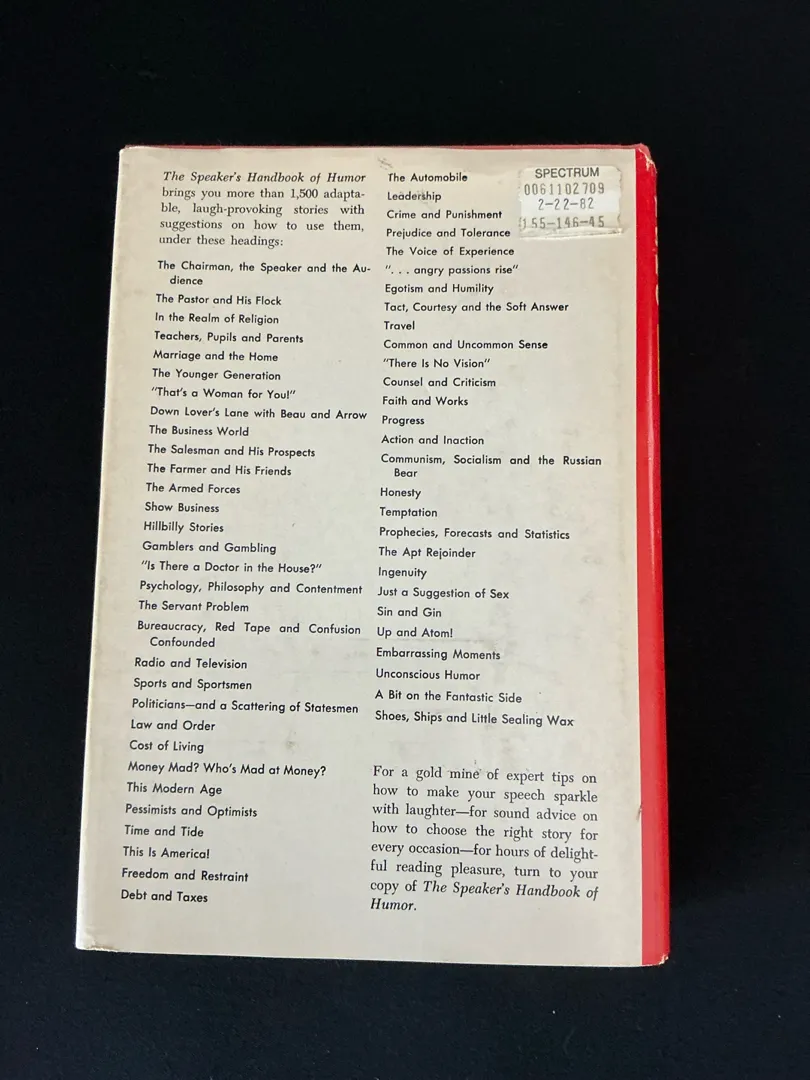 The Speaker's Handbook of Humor
brings you more than 1,500 adapta-
ble, laugh-provoking stories with
suggestions on how to use them,
under these headings:
The Chairman, the Speaker and the Au-
dience
The Pastor and His Flock
In the Realm of Religion
Teachers, Pupils and Parents
Marriage and the Home
The Younger Generation
"That's a Woman for You!"
Down Lover's Lane with Beau and Arrow
The Business World
The Salesman and His Prospects
The Farmer and His Friends
The Armed Forces
Show Business
Hillbilly Stories
Gamblers and Gambling
"Is There a Doctor in the House?"
Psychology, Philosophy and Contentment
The Servant Problem
Bureaucracy, Red Tape and Confusion
Confounded
Radio and Television
Sports and Sportsmen
Politicians—and a Scattering of Statesmen
Law and Order
Cost of Living
Money Mad? Who's Mad at Money?
This Modern Age
Pessimists and Optimists
Time and Tide
This Is America!
Freedom and Restraint
Debt and Taxes
The Automobile
Leadership
Crime and Punishment
Prejudice and Tolerance
The Voice of Experience
". . . angry passions rise"
Egotism and Humility
Tact, Courtesy and the Soft Answer
Travel
Common and Uncommon Sense
"There Is No Vision"
Counsel and Criticism
Faith and Works
Progress
Action and Inaction
Communism, Socialism and the Russian
Bear
Honesty
Temptation
Prophecies, Forecasts and Statistics
The Apt Rejoinder
Ingenuity
Just a Suggestion of Sex
Sin and Gin
Up and Atom!
Embarrassing Moments
Unconscious Humor
A Bit on the Fantastic Side
Shoes, Ships and Little Sealing Wax
For a gold mine of expert tips on
how to make your speech sparkle
with laughter—for sound advice on
how to choose the right story for
every occasion—for hours of delight-
ful reading pleasure, turn to your
copy of The Speaker's Handbook of
Humor.
SPECTRUM
0061102709
2-22-82
155-146-45